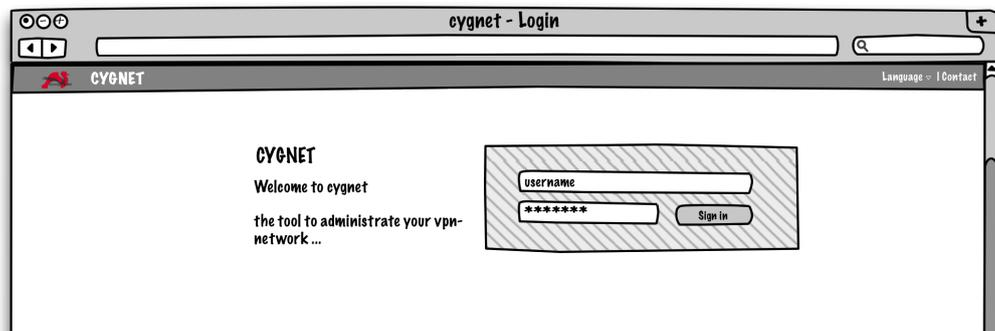 cygnet - Login
CYGNET
Language | Contact
CYGNET
Welcome to cygnet
the tool to administrate your vpn-
network ...
username
*******
Sign in